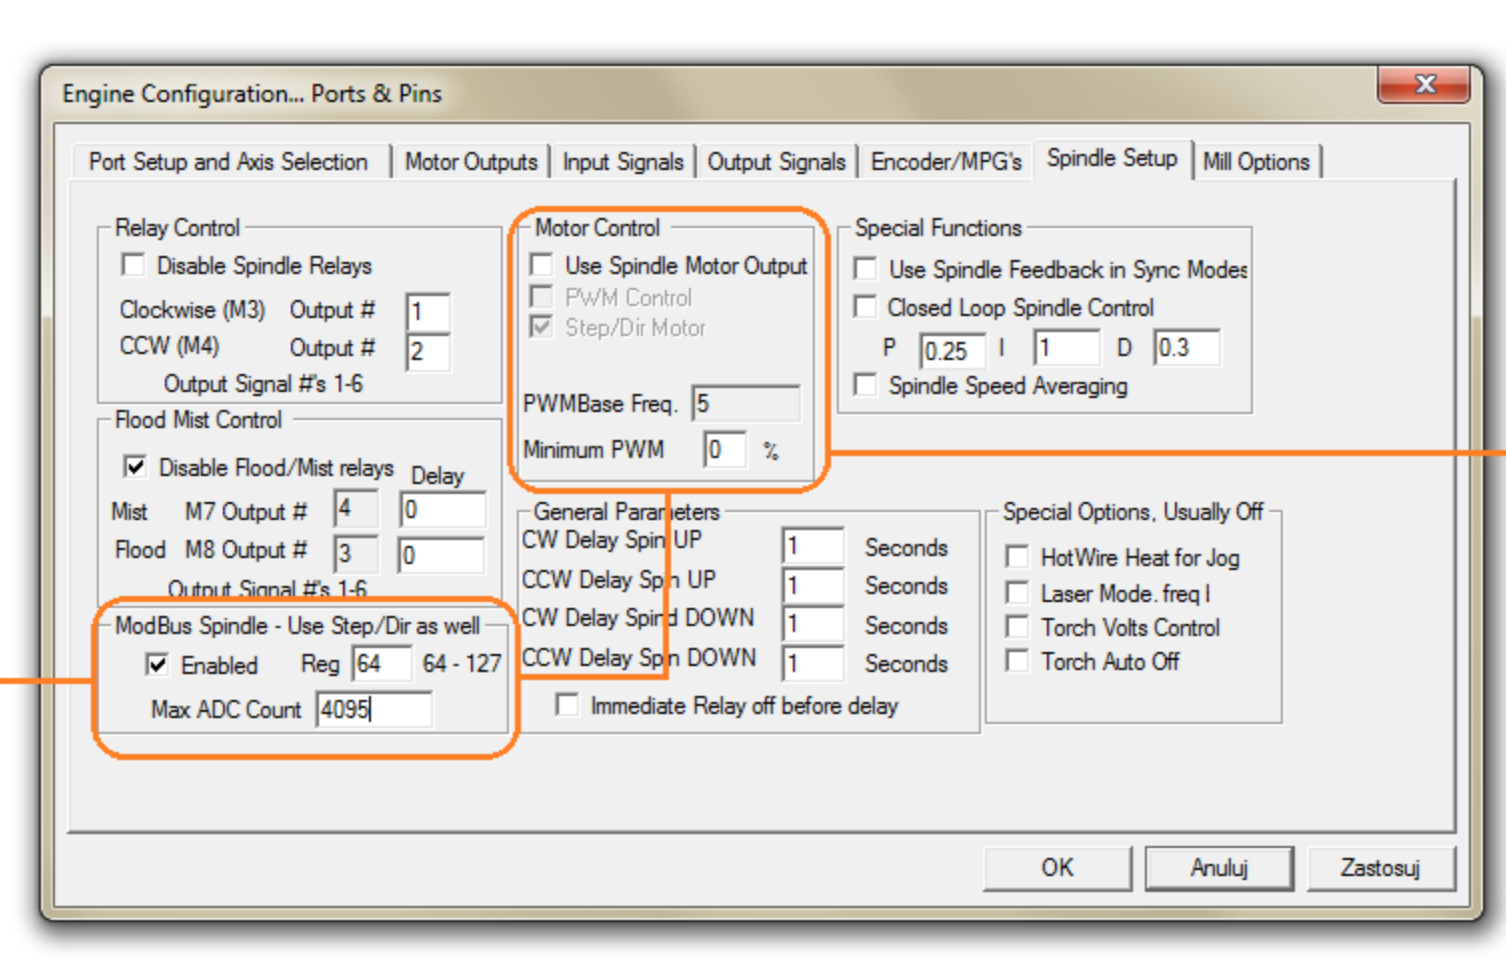 Engine Configuration... Ports & Pins
Port Setup and Axis Selection
Motor Outputs
Input Signals
Output Signals
Encoder/MPG's
Spindle Setup
Mill Options
Relay Control
Disable Spindle Relays
Clockwise (M3) Output # 1
CCW (M4) Output # 2
Output Signal #'s 1-6
Flood Mist Control
Disable Flood/Mist relays Delay
Mist M7 Output # 4 0
Flood M8 Output # 3 0
Output Signal #'s 1-6
ModBus Spindle - Use Step/Dir as well
Enabled Reg 64 64 - 127
Max ADC Count 4095
Motor Control
Use Spindle Motor Output
PWM Control
Step/Dir Motor
PWMBase Freq. 5
Minimum PWM 0 %
General Parameters
CW Delay Spin UP 1 Seconds
CCW Delay Spin UP 1 Seconds
CW Delay Spind DOWN 1 Seconds
CCW Delay Spin DOWN 1 Seconds
Immediate Relay off before delay
Special Functions
Use Spindle Feedback in Sync Modes
Closed Loop Spindle Control
P 0.25 I 1 D 0.3
Spindle Speed Averaging
Special Options, Usually Off
HotWire Heat for Jog
Laser Mode. freq I
Torch Volts Control
Torch Auto Off
OK
Anuluj
Zastosuj